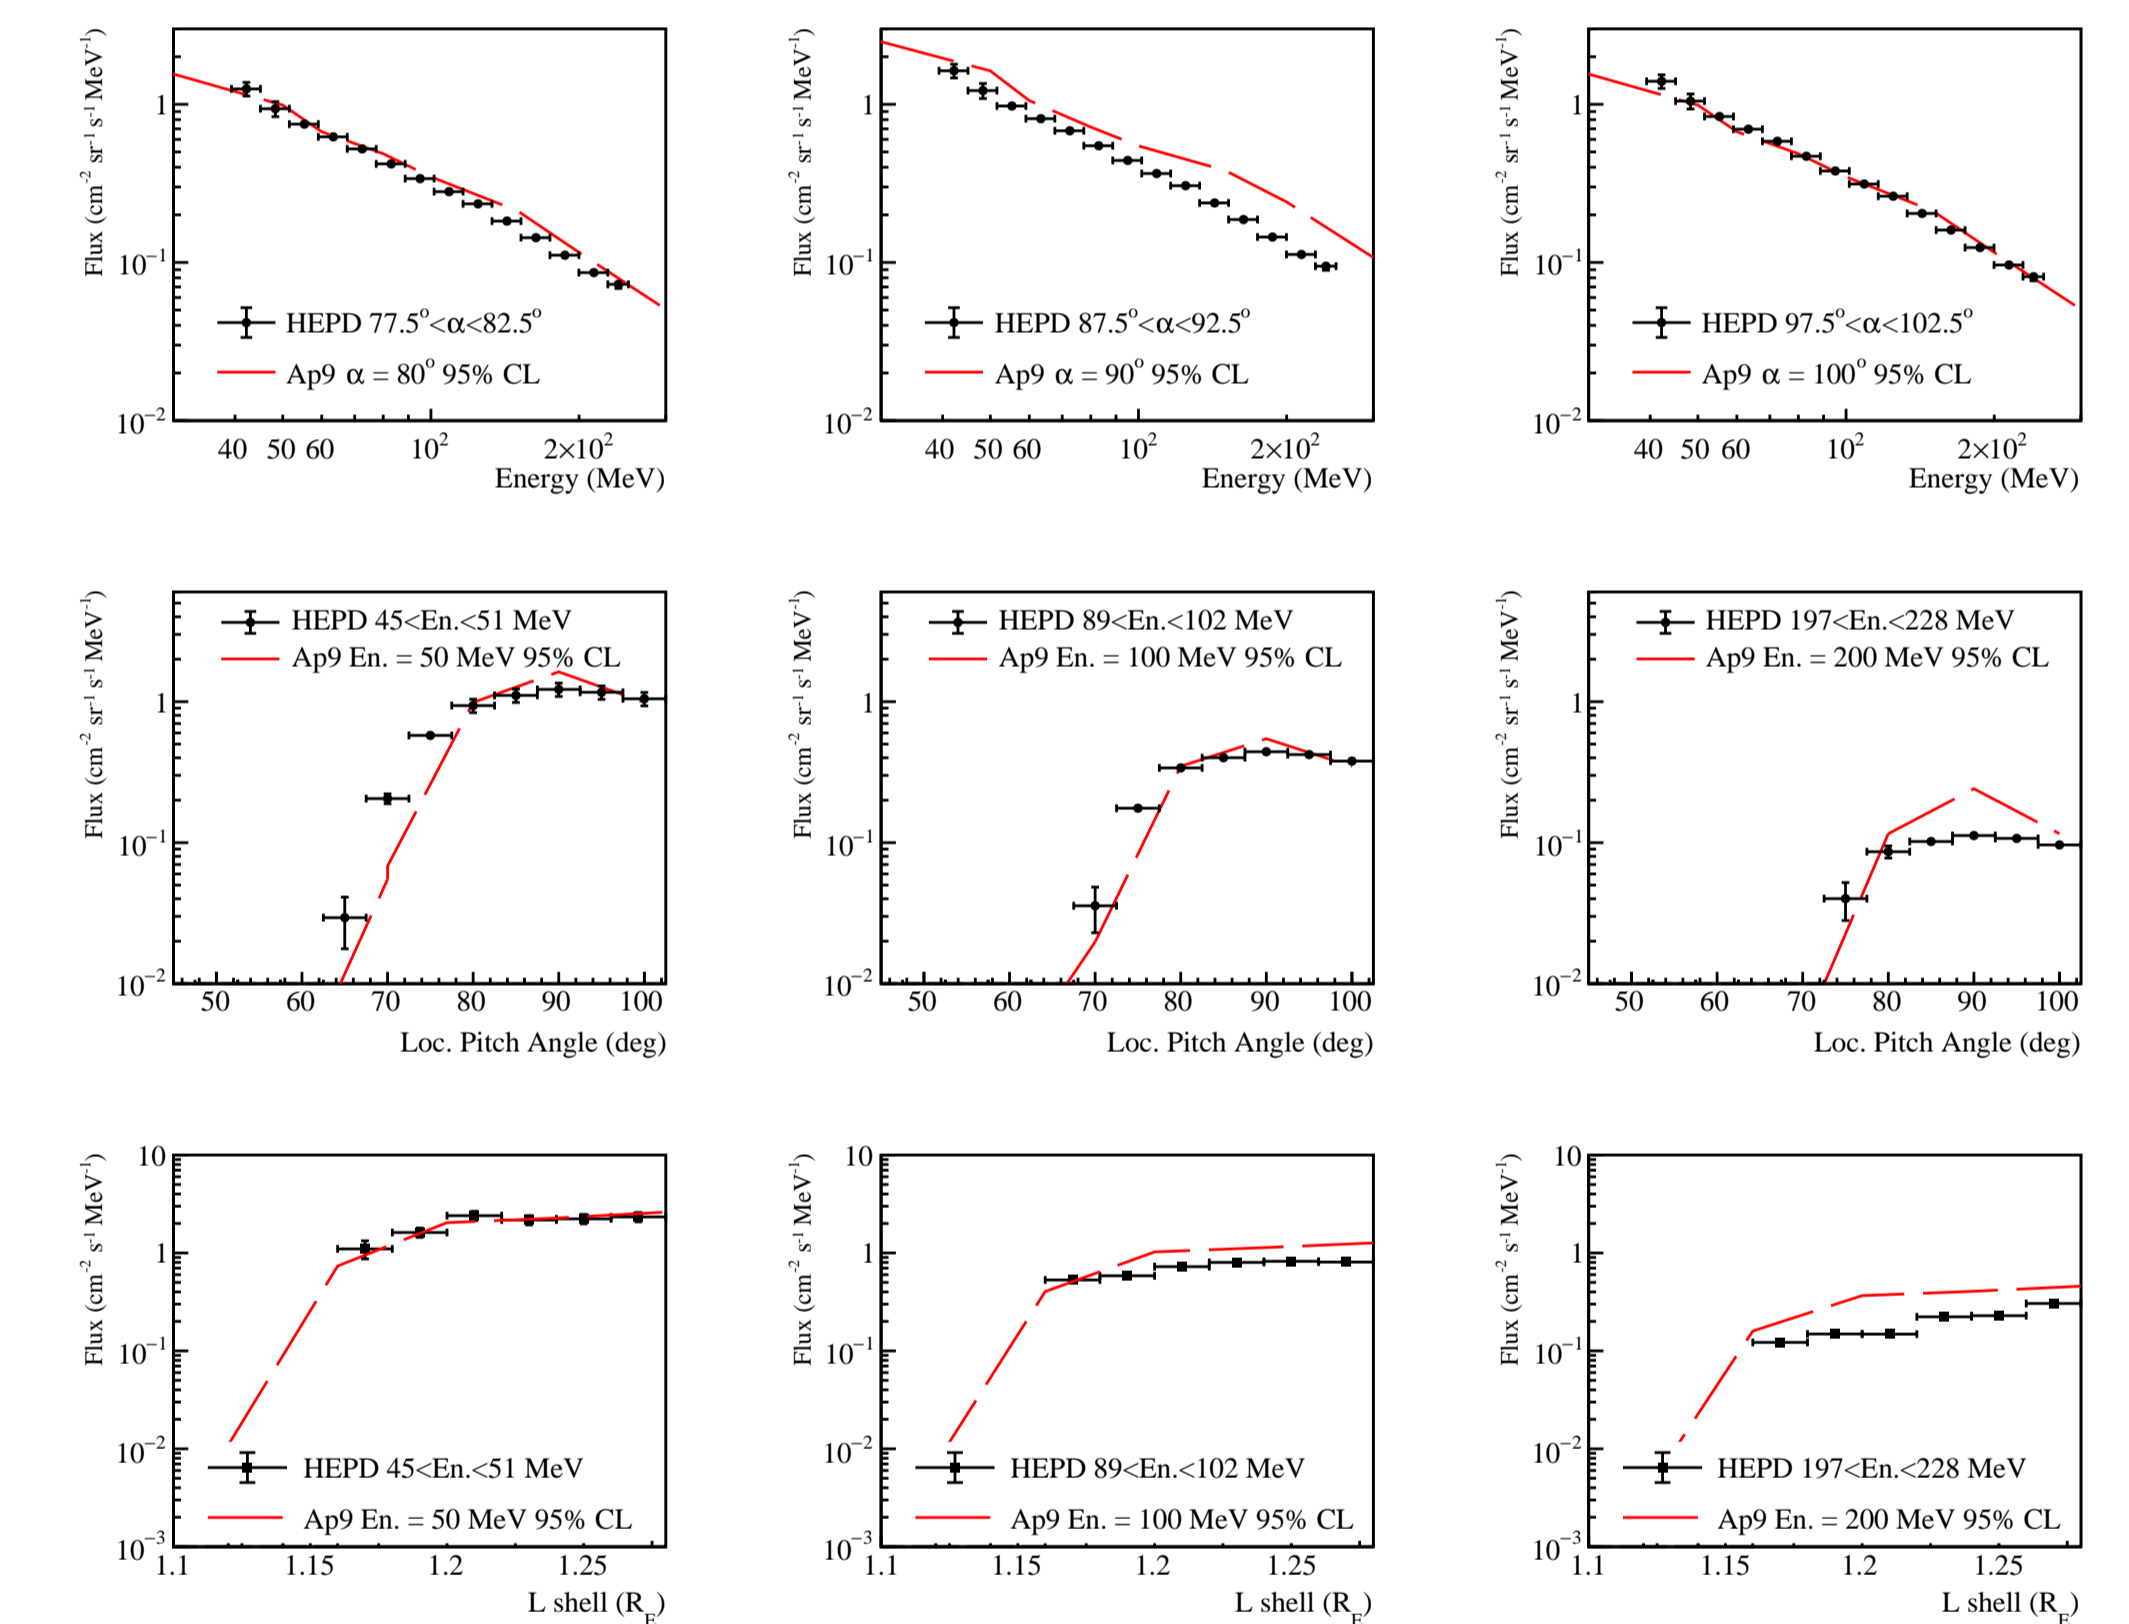 Flux (cm⁻² sr⁻¹ s⁻¹ MeV⁻¹)
1
10⁻¹
10⁻²
HEPD 77.5°<α<82.5°
Ap9 α = 80° 95% CL
40 50 60 10² 2×10²
Energy (MeV)
Flux (cm⁻² sr⁻¹ s⁻¹ MeV⁻¹)
1
10⁻¹
10⁻²
HEPD 87.5°<α<92.5°
Ap9 α = 90° 95% CL
40 50 60 10² 2×10²
Energy (MeV)
Flux (cm⁻² sr⁻¹ s⁻¹ MeV⁻¹)
1
10⁻¹
10⁻²
HEPD 97.5°<α<102.5°
Ap9 α = 100° 95% CL
40 50 60 10² 2×10²
Energy (MeV)
Flux (cm⁻² sr⁻¹ s⁻¹ MeV⁻¹)
HEPD 45<En.<51 MeV
Ap9 En. = 50 MeV 95% CL
1
10⁻¹
10⁻²
50 60 70 80 90 100
Loc. Pitch Angle (deg)
Flux (cm⁻² sr⁻¹ s⁻¹ MeV⁻¹)
HEPD 89<En.<102 MeV
Ap9 En. = 100 MeV 95% CL
1
10⁻¹
10⁻²
50 60 70 80 90 100
Loc. Pitch Angle (deg)
Flux (cm⁻² sr⁻¹ s⁻¹ MeV⁻¹)
HEPD 197<En.<228 MeV
Ap9 En. = 200 MeV 95% CL
1
10⁻¹
10⁻²
50 60 70 80 90 100
Loc. Pitch Angle (deg)
Flux (cm⁻² s⁻¹ MeV⁻¹)
10
1
10⁻¹
10⁻²
10⁻³
HEPD 45<En.<51 MeV
Ap9 En. = 50 MeV 95% CL
1.1 1.15 1.2 1.25
L shell (R_E)
Flux (cm⁻² s⁻¹ MeV⁻¹)
10
1
10⁻¹
10⁻²
10⁻³
HEPD 89<En.<102 MeV
Ap9 En. = 100 MeV 95% CL
1.1 1.15 1.2 1.25
L shell (R_E)
Flux (cm⁻² s⁻¹ MeV⁻¹)
10
1
10⁻¹
10⁻²
10⁻³
HEPD 197<En.<228 MeV
Ap9 En. = 200 MeV 95% CL
1.1 1.15 1.2 1.25
L shell (R_E)